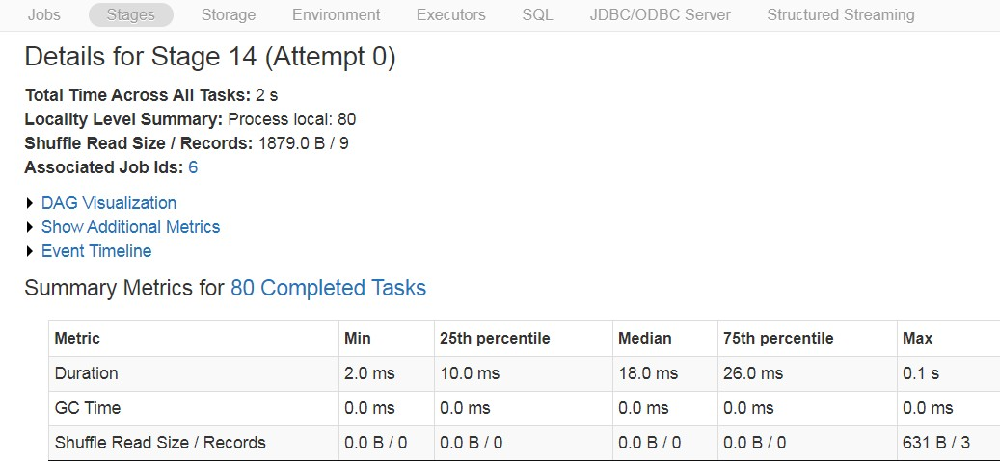 Jobs Stages Storage Environment Executors SQL JDBC/ODBC Server Structured Streaming
Details for Stage 14 (Attempt 0)
Total Time Across All Tasks: 2 s
Locality Level Summary: Process local: 80
Shuffle Read Size / Records: 1879.0 B / 9
Associated Job Ids: 6
DAG Visualization
Show Additional Metrics
Event Timeline
Summary Metrics for 80 Completed Tasks
Metric Min 25th percentile Median 75th percentile Max
Duration 2.0 ms 10.0 ms 18.0 ms 26.0 ms 0.1 s
GC Time 0.0 ms 0.0 ms 0.0 ms 0.0 ms 0.0 ms
Shuffle Read Size / Records 0.0 B / 0 0.0 B / 0 0.0 B / 0 0.0 B / 0 631 B / 3